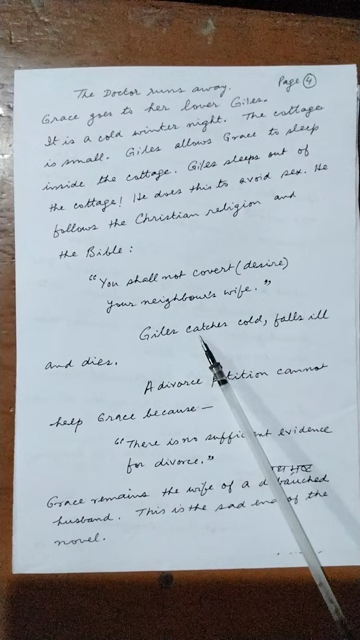 The Doctor runs away. Page 4
Grace goes to her lover Giles.
It is a cold winter night. The cottage
is small. Giles allows Grace to sleep
inside the cottage. Giles sleeps out of
the cottage! He does this to avoid sex. He
follows the Christian religion and
the Bible:
"You shall not covert (desire)
your neighbour's wife."
Giles catches cold, falls ill
and dies.
A divorce petition cannot
help Grace because —
"There is no sufficient evidence
for divorce."
Grace remains the wife of a debauched
husband. This is the sad end of the
novel.